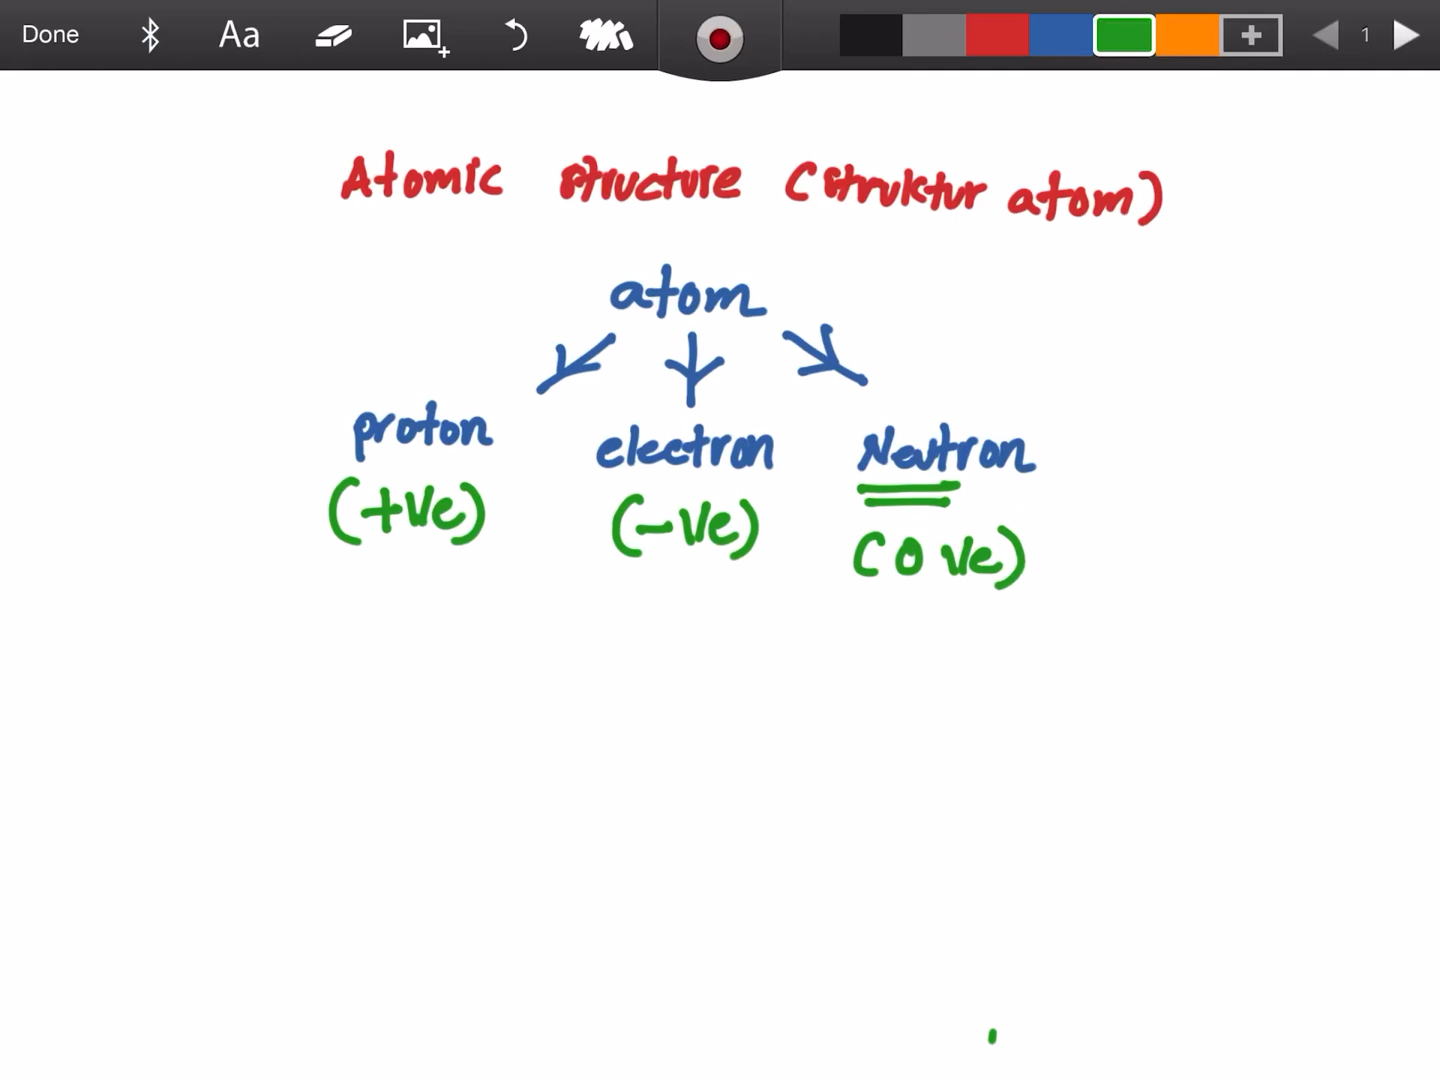 Done Aa 1
Atomic structure (struktur atom)
atom
proton electron Neutron
(+ve) (-ve) (0 ve)